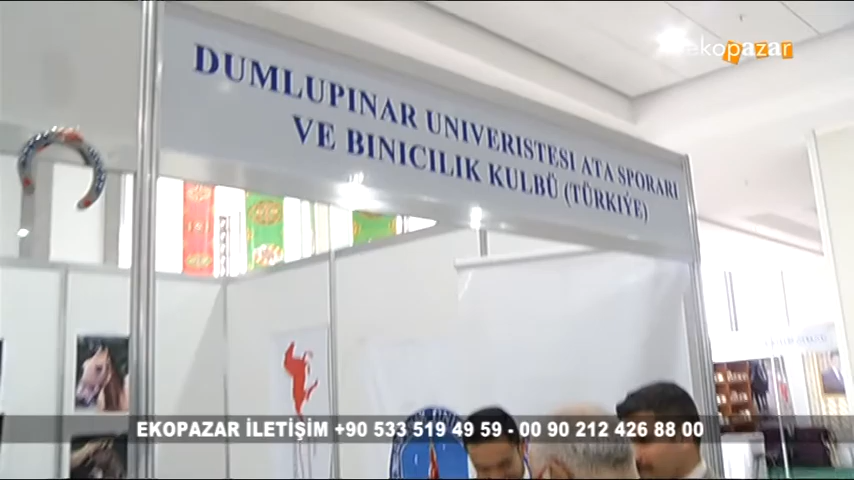 ekopazar
DUMLUPINAR UNIVERISTESI ATA SPORARI
VE BINICILIK KULBÜ (TÜRKIYE)
EKOPAZAR İLETİŞİM +90 533 519 49 59 - 00 90 212 426 88 00